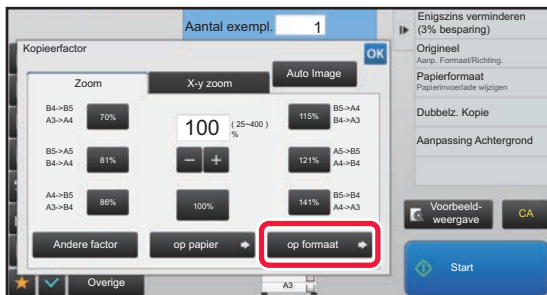 Aantal exempl. 1
Kopieerfactor
OK
Zoom
X-y zoom
Auto Image
B4->B5
A3->A4
70%
100
(25~400)
%
115%
B5->A4
B4->A3
B5->A5
B4->A4
81%
121%
A5->B5
A4->B4
A4->B5
A3->B4
86%
100%
141%
B5->B4
A4->A3
Andere factor
op papier
op formaat
Overige
A3
Enigszins verminderen
(3% besparing)
Origineel
Aanp. Formaat/Richting.
Papierformaat
Papierinvoerlade wijzigen
Dubbelz. Kopie
Aanpassing Achtergrond
Voorbeeld-
weergave
CA
Start